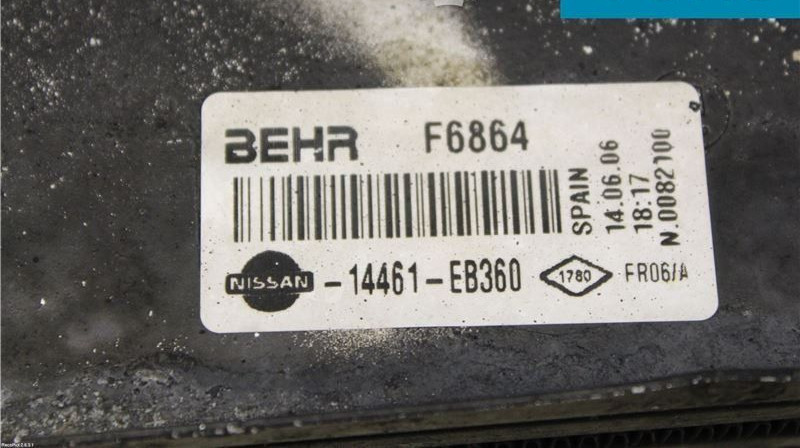 BEHR F6864
SPAIN
14.06.06
18:17
N.0082100
NISSAN -14461-EB360 1780 FR06/A